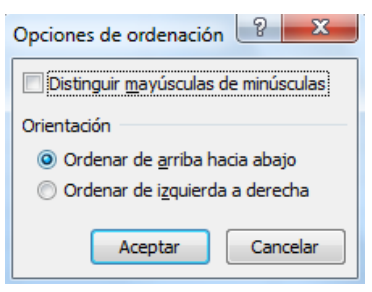 Opciones de ordenación
Distinguir mayúsculas de minúsculas
Orientación
Ordenar de arriba hacia abajo
Ordenar de izquierda a derecha
Aceptar Cancelar